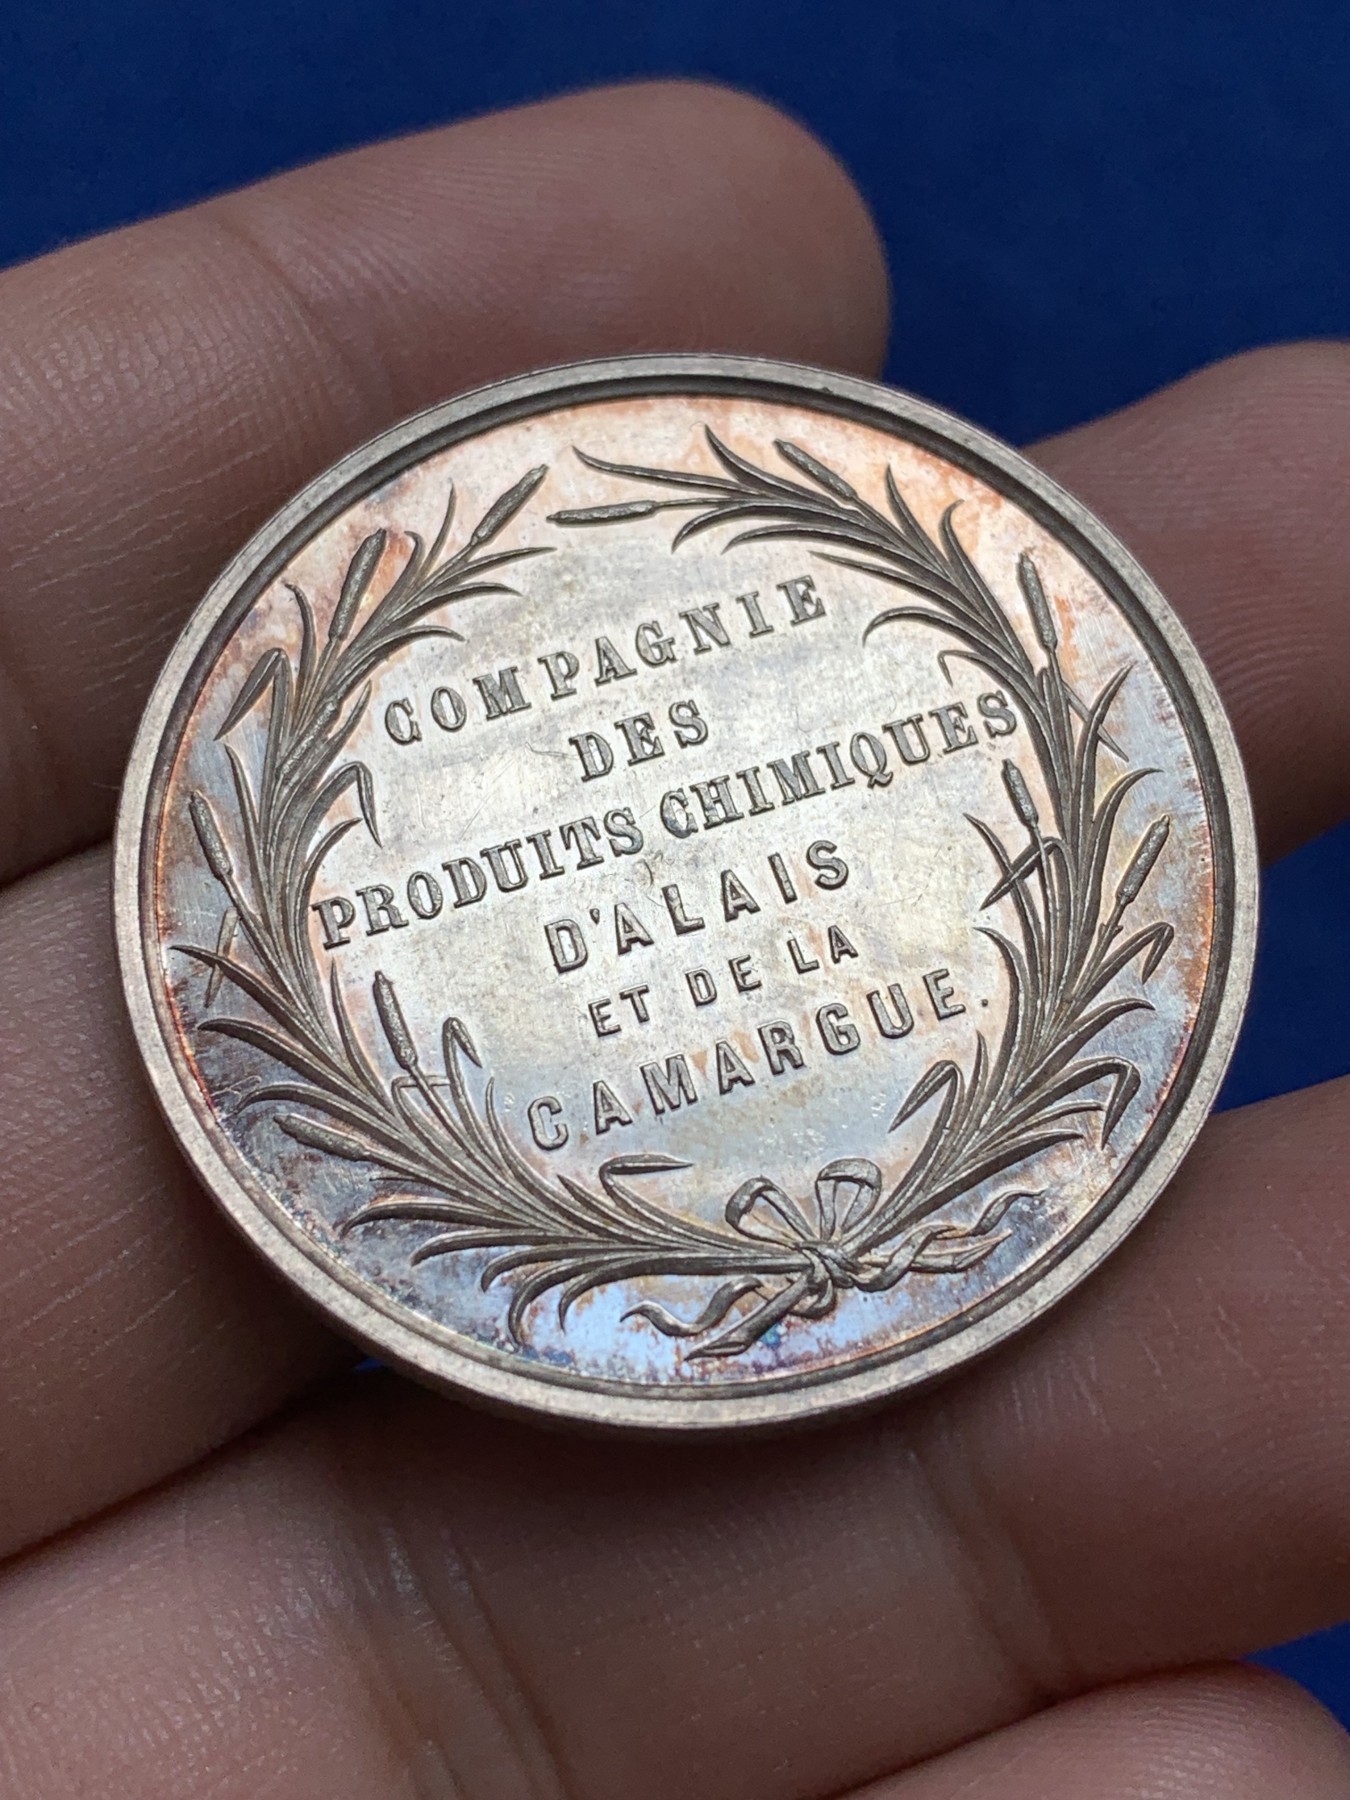 COMPAGNIE
DES
PRODUITS CHIMIQUES
D'ALAIS
ET DE LA
CAMARGUE.